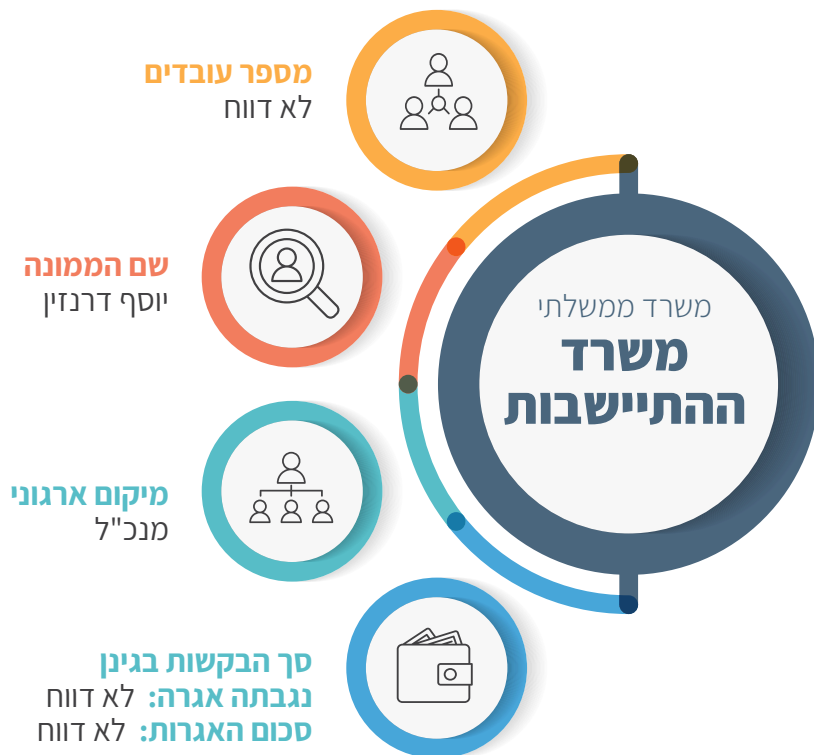 משרד ממשלתי
משרד
ההתיישבות
מספר עובדים
לא דווח
שם הממונה
יוסף דרנזין
מיקום ארגוני
מנכ"ל
סך הבקשות בגינן
נגבתה אגרה: לא דווח
סכום האגרות: לא דווח